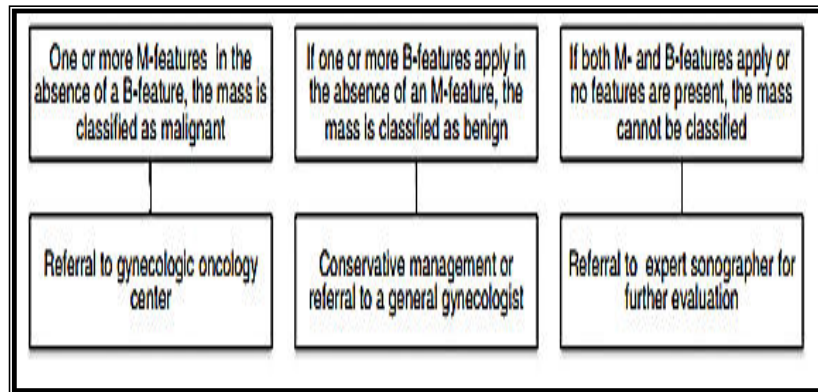 One or more M-features in the
absence of a B-feature, the mass is
classified as malignant
If one or more B-features apply in
the absence of an M-feature, the
mass is classified as benign
If both M- and B-features apply or
no features are present, the mass
cannot be classified
Referral to gynecologic oncology
center
Conservative management or
referral to a general gynecologist
Referral to expert sonographer for
further evaluation